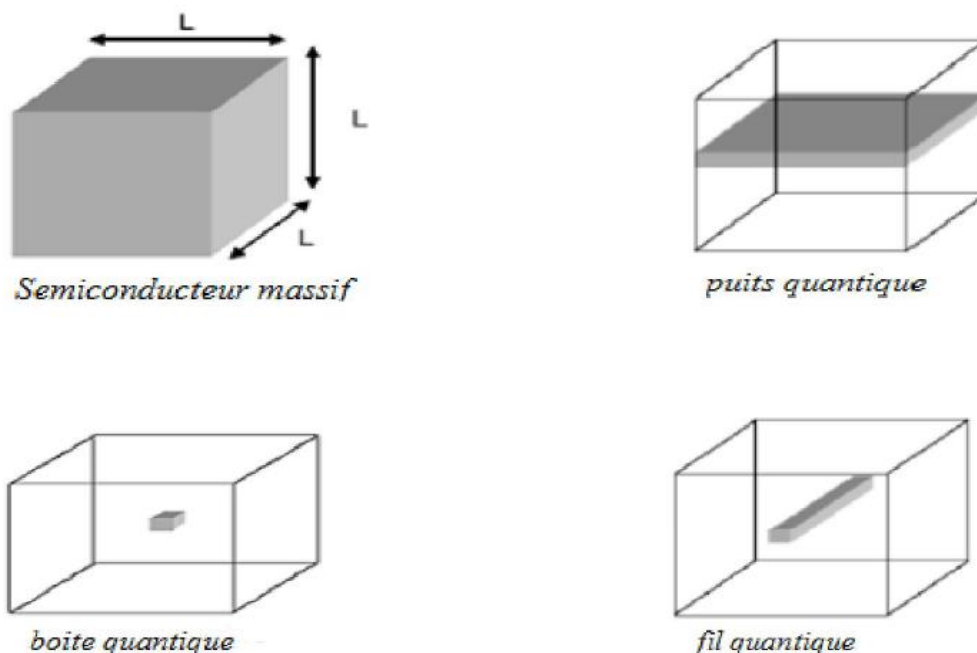 L
L
L
Semiconducteur massif
puits quantique
boite quantique
fil quantique